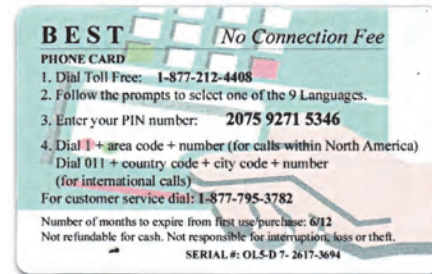 BEST No Connection Fee
PHONE CARD
1. Dial Toll Free: 1-877-212-4408
2. Follow the prompts to select one of the 9 Languages.
3. Enter your PIN number: 2075 9271 5346
4. Dial 1 + area code + number (for calls within North America)
Dial 011 + country code + city code + number
(for international calls)
For customer service dial: 1-877-795-3782
Number of months to expire from first use/purchase: 6/12
Not refundable for cash. Not responsible for interruption, loss or theft.
SERIAL #: OL5-D 7- 2617-3694